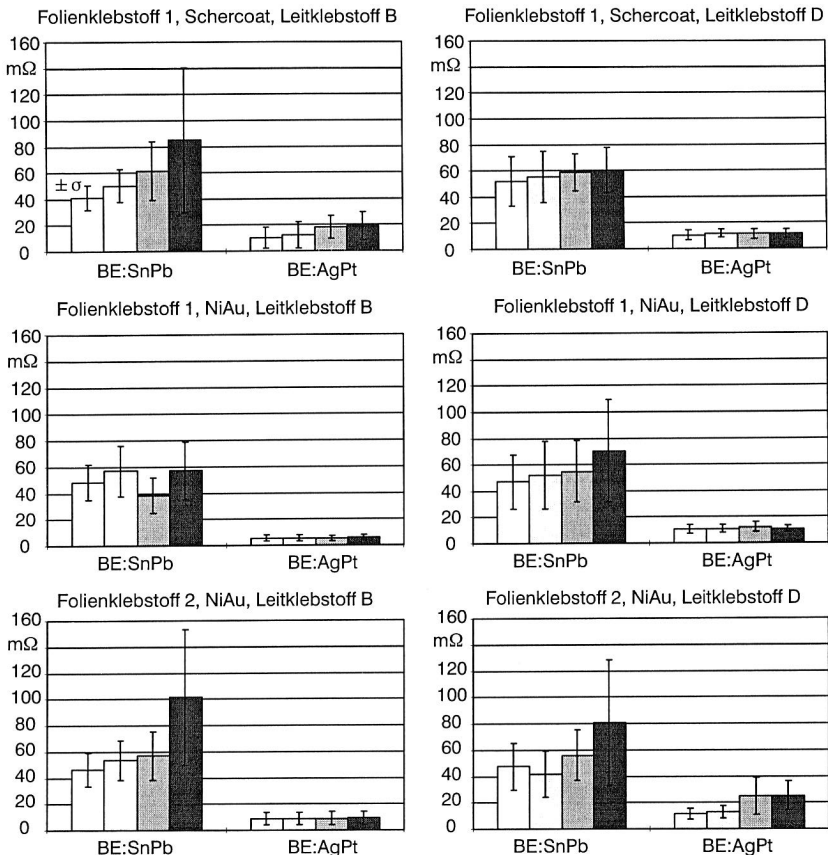 Folienklebstoff 1, Schercoat, Leitklebstoff B
160
mΩ
120
100
80
60
± σ
40
20
0
BE:SnPb
BE:AgPt
Folienklebstoff 1, Schercoat, Leitklebstoff D
160
mΩ
120
100
80
60
40
20
0
BE:SnPb
BE:AgPt
Folienklebstoff 1, NiAu, Leitklebstoff B
160
mΩ
120
100
80
60
40
20
0
BE:SnPb
BE:AgPt
Folienklebstoff 1, NiAu, Leitklebstoff D
160
mΩ
120
100
80
60
40
20
0
BE:SnPb
BE:AgPt
Folienklebstoff 2, NiAu, Leitklebstoff B
160
mΩ
120
100
80
60
40
20
0
BE:SnPb
BE:AgPt
Folienklebstoff 2, NiAu, Leitklebstoff D
160
mΩ
120
100
80
60
40
20
0
BE:SnPb
BE:AgPt